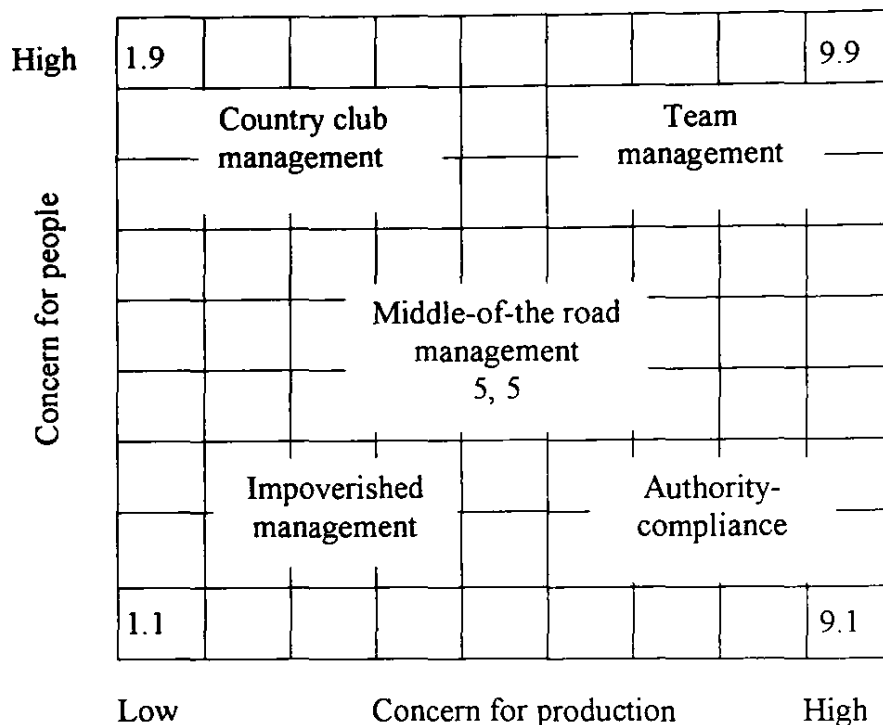 High
1.9
9.9
Country club
management
Team
management
Concern for people
Middle-of-the road
management
5, 5
Impoverished
management
Authority-
compliance
1.1
9.1
Low
Concern for production
High